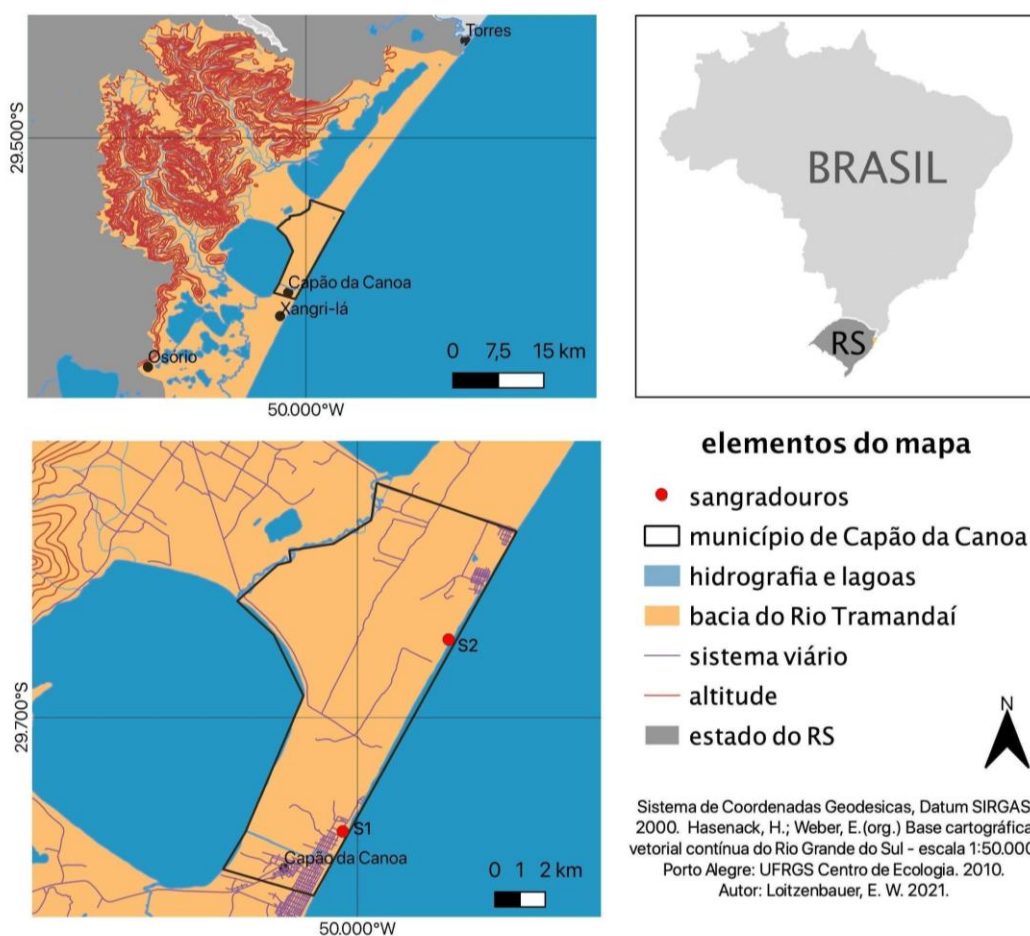 Torres
29.500°S
Capão da Canoa
Xangri-lá
Osório
0 7,5 15 km
50.000°W
BRASIL
RS
S2
29.700°S
S1
Capão da Canoa
0 1 2 km
50.000°W
elementos do mapa
sangradouros
município de Capão da Canoa
hidrografia e lagoas
bacia do Rio Tramandaí
sistema viário
altitude
estado do RS
N
Sistema de Coordenadas Geodesicas, Datum SIRGAS
2000. Hasenack, H.; Weber, E.(org.) Base cartográfica
vetorial contínua do Rio Grande do Sul - escala 1:50.000
Porto Alegre: UFRGS Centro de Ecologia. 2010.
Autor: Loitzenbauer, E. W. 2021.